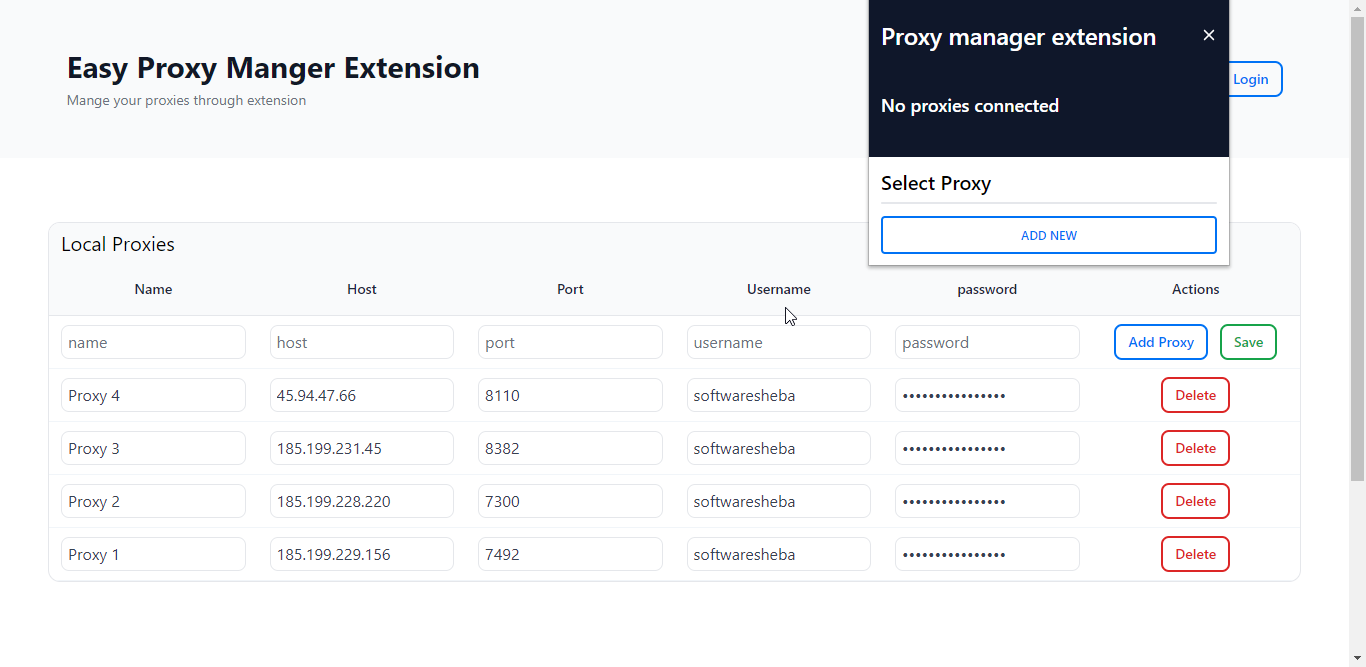 Easy Proxy Manger Extension
Mange your proxies through extension
Login
Proxy manager extension
No proxies connected
Select Proxy
ADD NEW
Local Proxies
Name Host Port Username password Actions
name host port username password Add Proxy Save
Proxy 4 45.94.47.66 8110 softwaresheba ••••••••••••••• Delete
Proxy 3 185.199.231.45 8382 softwaresheba ••••••••••••••• Delete
Proxy 2 185.199.228.220 7300 softwaresheba ••••••••••••••• Delete
Proxy 1 185.199.229.156 7492 softwaresheba ••••••••••••••• Delete